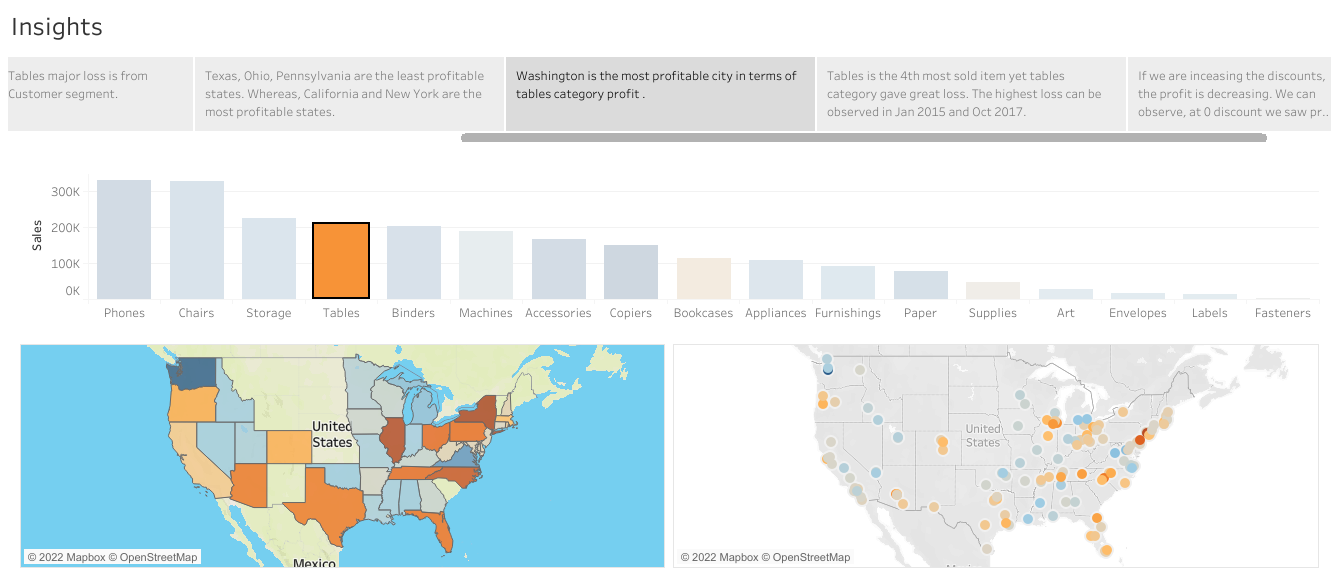 Insights
Tables major loss is from
Customer segment.
Texas, Ohio, Pennsylvania are the least profitable
states. Whereas, California and New York are the
most profitable states.
Washington is the most profitable city in terms of
tables category profit .
Tables is the 4th most sold item yet tables
category gave great loss. The highest loss can be
observed in Jan 2015 and Oct 2017.
If we are inceasing the discounts,
the profit is decreasing. We can
observe, at 0 discount we saw pr..
Sales
300K
200K
100K
0K
Phones
Chairs
Storage
Tables
Binders
Machines
Accessories
Copiers
Bookcases
Appliances
Furnishings
Paper
Supplies
Art
Envelopes
Labels
Fasteners
United
States
Mexico
© 2022 Mapbox © OpenStreetMap
United
States
© 2022 Mapbox © OpenStreetMap